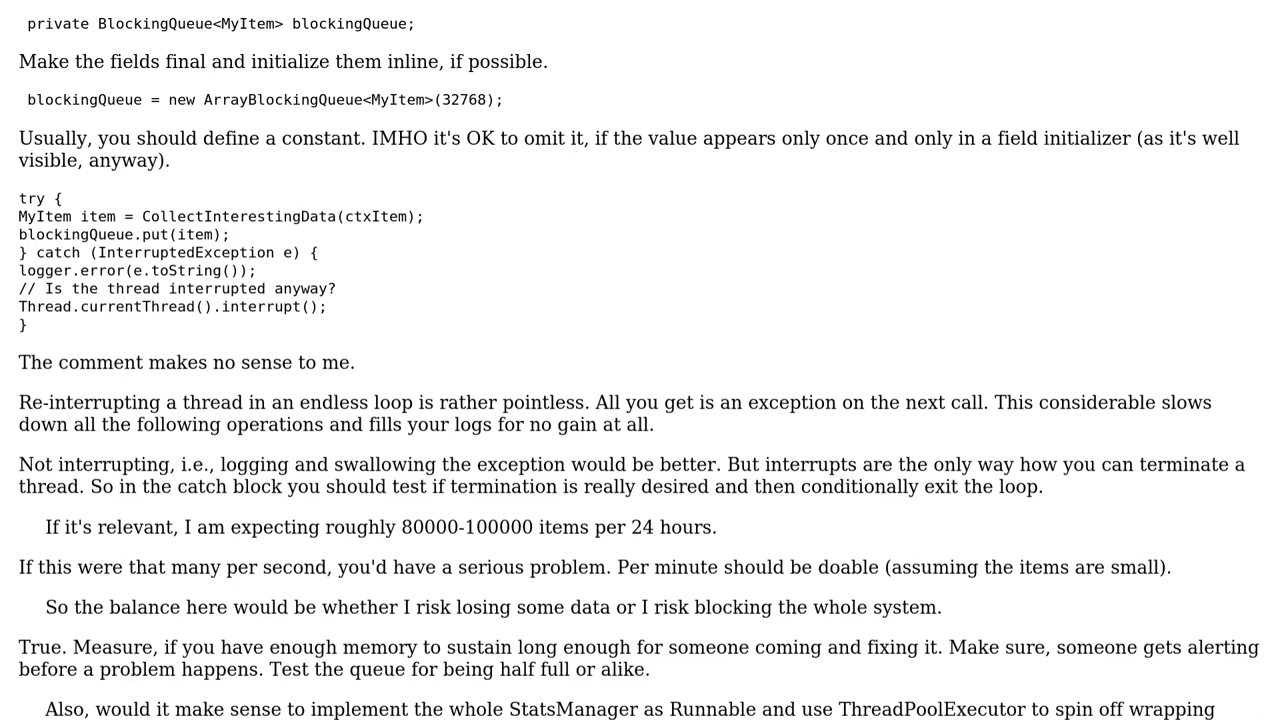 private BlockingQueue<MyItem> blockingQueue;
Make the fields final and initialize them inline, if possible.
blockingQueue = new ArrayBlockingQueue<MyItem>(32768);
Usually, you should define a constant. IMHO it's OK to omit it, if the value appears only once and only in a field initializer (as it's well
visible, anyway).
try {
MyItem item = CollectInterestingData(ctxItem);
blockingQueue.put(item);
} catch (InterruptedException e) {
logger.error(e.toString());
// Is the thread interrupted anyway?
Thread.currentThread().interrupt();
}
The comment makes no sense to me.
Re-interrupting a thread in an endless loop is rather pointless. All you get is an exception on the next call. This considerable slows
down all the following operations and fills your logs for no gain at all.
Not interrupting, i.e., logging and swallowing the exception would be better. But interrupts are the only way how you can terminate a
thread. So in the catch block you should test if termination is really desired and then conditionally exit the loop.
If it's relevant, I am expecting roughly 80000-100000 items per 24 hours.
If this were that many per second, you'd have a serious problem. Per minute should be doable (assuming the items are small).
So the balance here would be whether I risk losing some data or I risk blocking the whole system.
True. Measure, if you have enough memory to sustain long enough for someone coming and fixing it. Make sure, someone gets alerting
before a problem happens. Test the queue for being half full or alike.
Also, would it make sense to implement the whole StatsManager as Runnable and use ThreadPoolExecutor to spin off wrapping